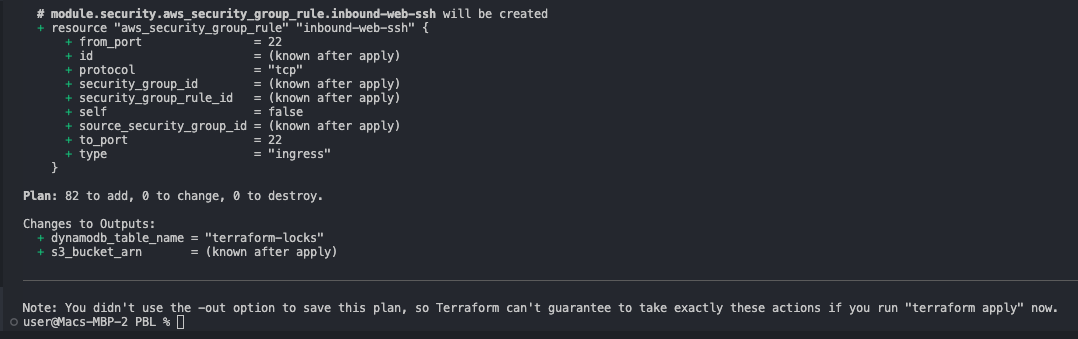 # module.security.aws_security_group_rule.inbound-web-ssh will be created
+ resource "aws_security_group_rule" "inbound-web-ssh" {
+ from_port = 22
+ id = (known after apply)
+ protocol = "tcp"
+ security_group_id = (known after apply)
+ security_group_rule_id = (known after apply)
+ self = false
+ source_security_group_id = (known after apply)
+ to_port = 22
+ type = "ingress"
}
Plan: 82 to add, 0 to change, 0 to destroy.
Changes to Outputs:
+ dynamodb_table_name = "terraform-locks"
+ s3_bucket_arn = (known after apply)
Note: You didn't use the -out option to save this plan, so Terraform can't guarantee to take exactly these actions if you run "terraform apply" now.
user@Macs-MBP-2 PBL %